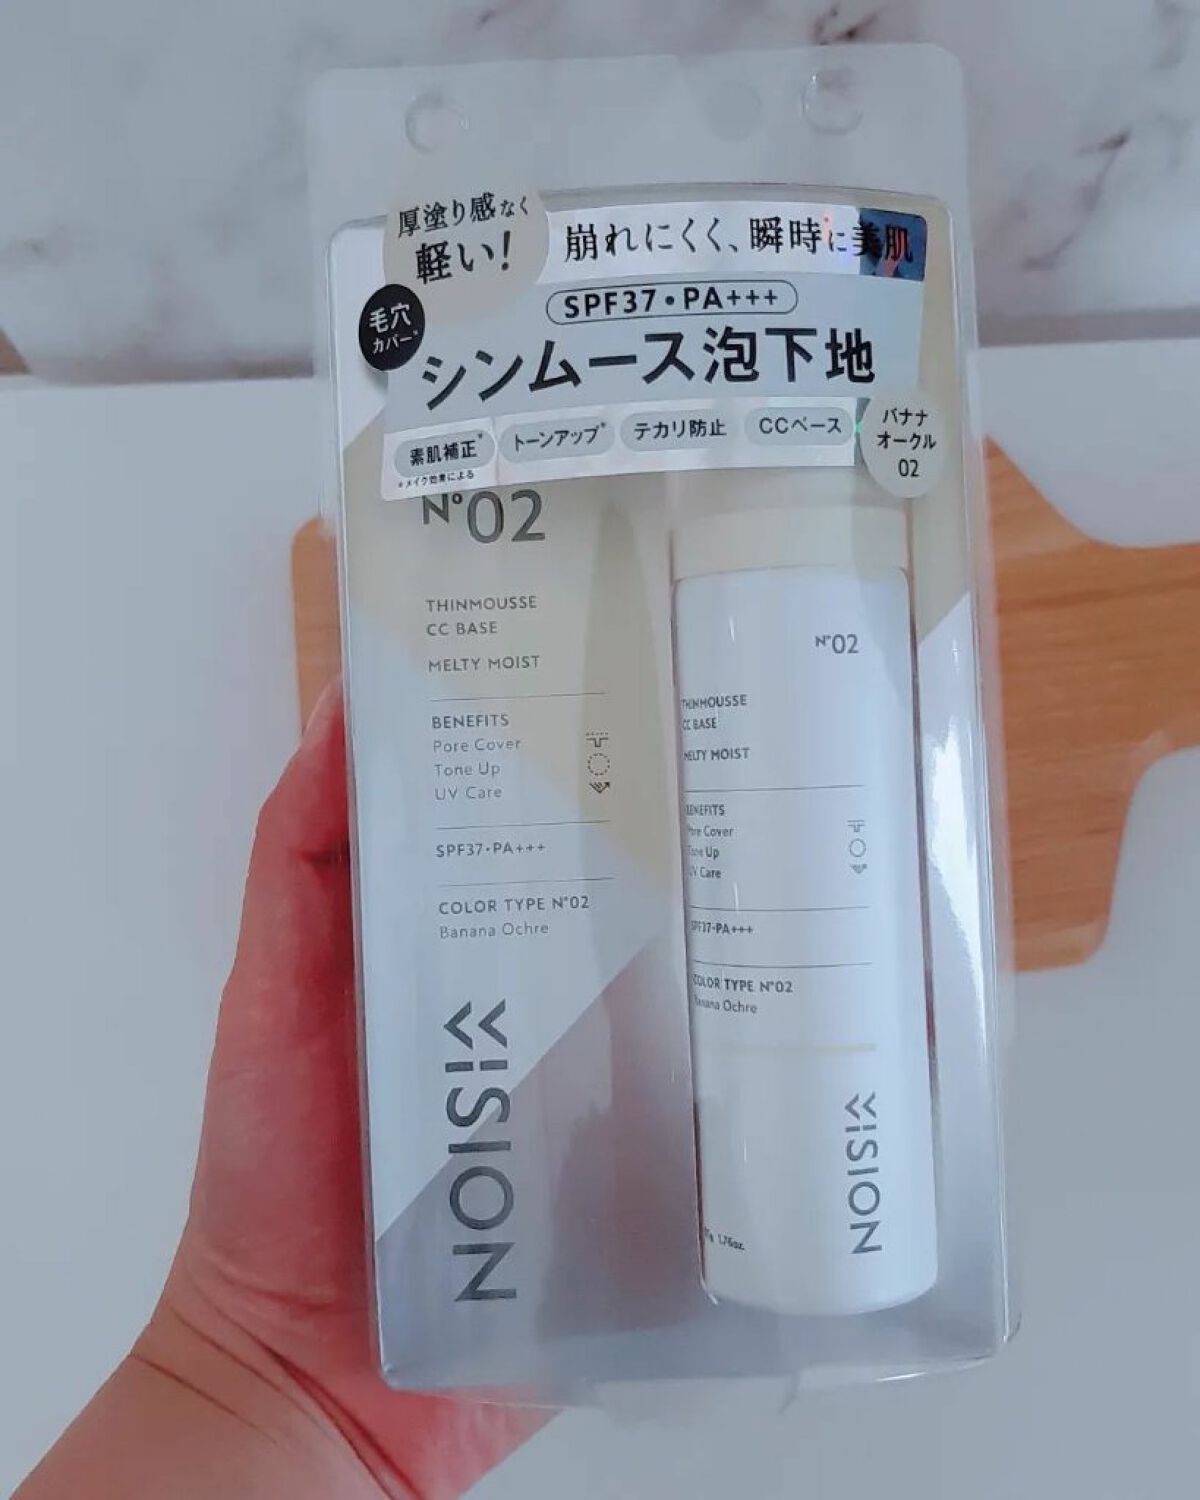 厚塗り感なく
軽い!
崩れにくく、瞬時に美肌
毛穴
カバー*
SPF37・PA+++
シンムース泡下地
素肌補正*
トーンアップ*
テカリ防止
CCベース
*メイク効果による
バナナ
オークル
02
N°02
THINMOUSSE
CC BASE
MELTY MOIST
BENEFITS
Pore Cover
Tone Up
UV Care
SPF37・PA+++
COLOR TYPE N°02
Banana Ochre
VISION
N°02
THINMOUSSE
CC BASE
MELTY MOIST
BENEFITS
Pore Cover
Tone Up
UV Care
SPF37・PA+++
COLOR TYPE N°02
Banana Ochre
VISION
1.76oz.